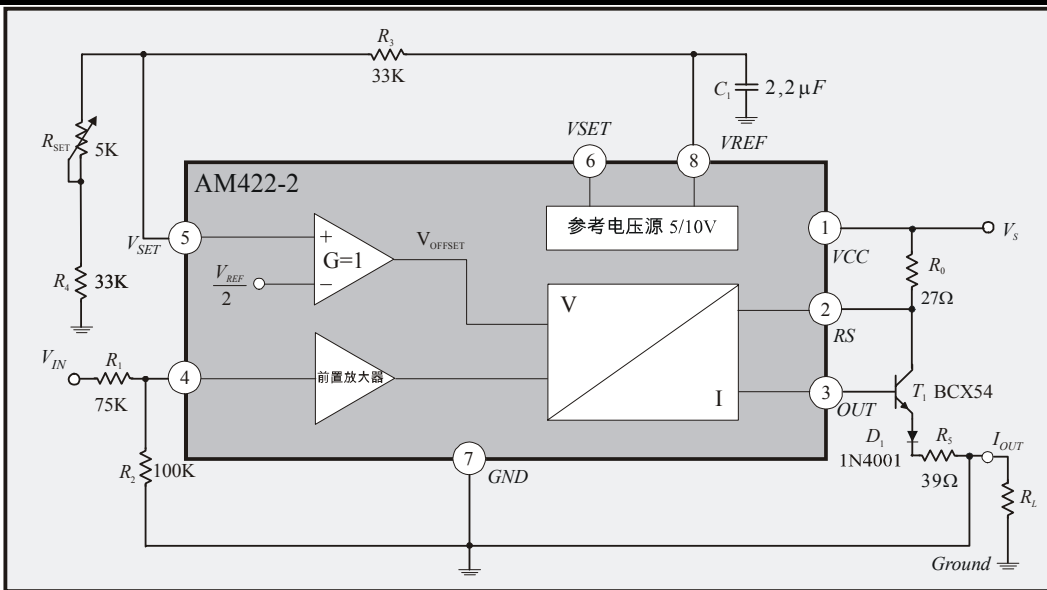 R3
33K
C1 2,2 µF
RSET
5K
VSET
VREF
6
8
AM422-2
参考电压源 5/10V
5
VSET
+
G=1
−
VOFFSET
VREF
2
1
VCC
VS
R0
27Ω
R4 33K
V
I
2
RS
VIN
R1
75K
4
前置放大器
3
OUT
T1 BCX54
D1
1N4001
R5
39Ω
IOUT
R2 100K
7
GND
RL
Ground